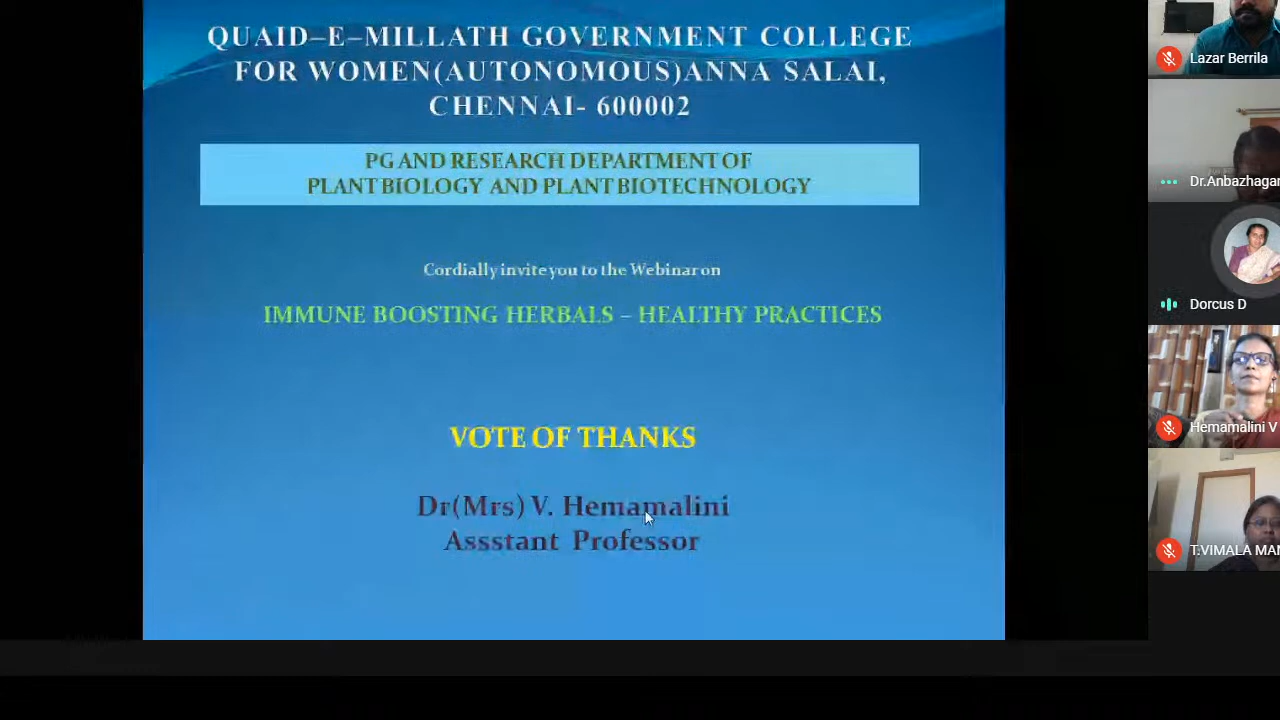 QUAID–E–MILLATH GOVERNMENT COLLEGE
FOR WOMEN(AUTONOMOUS)ANNA SALAI,
CHENNAI- 600002
PG AND RESEARCH DEPARTMENT OF
PLANT BIOLOGY AND PLANT BIOTECHNOLOGY
Cordially invite you to the Webinar on
IMMUNE BOOSTING HERBALS – HEALTHY PRACTICES
VOTE OF THANKS
Dr(Mrs) V. Hemamalini
Assstant Professor
Lazar Berrila
Dr.Anbazhagar
Dorcus D
Hemamalini V
T.VIMALA MAN